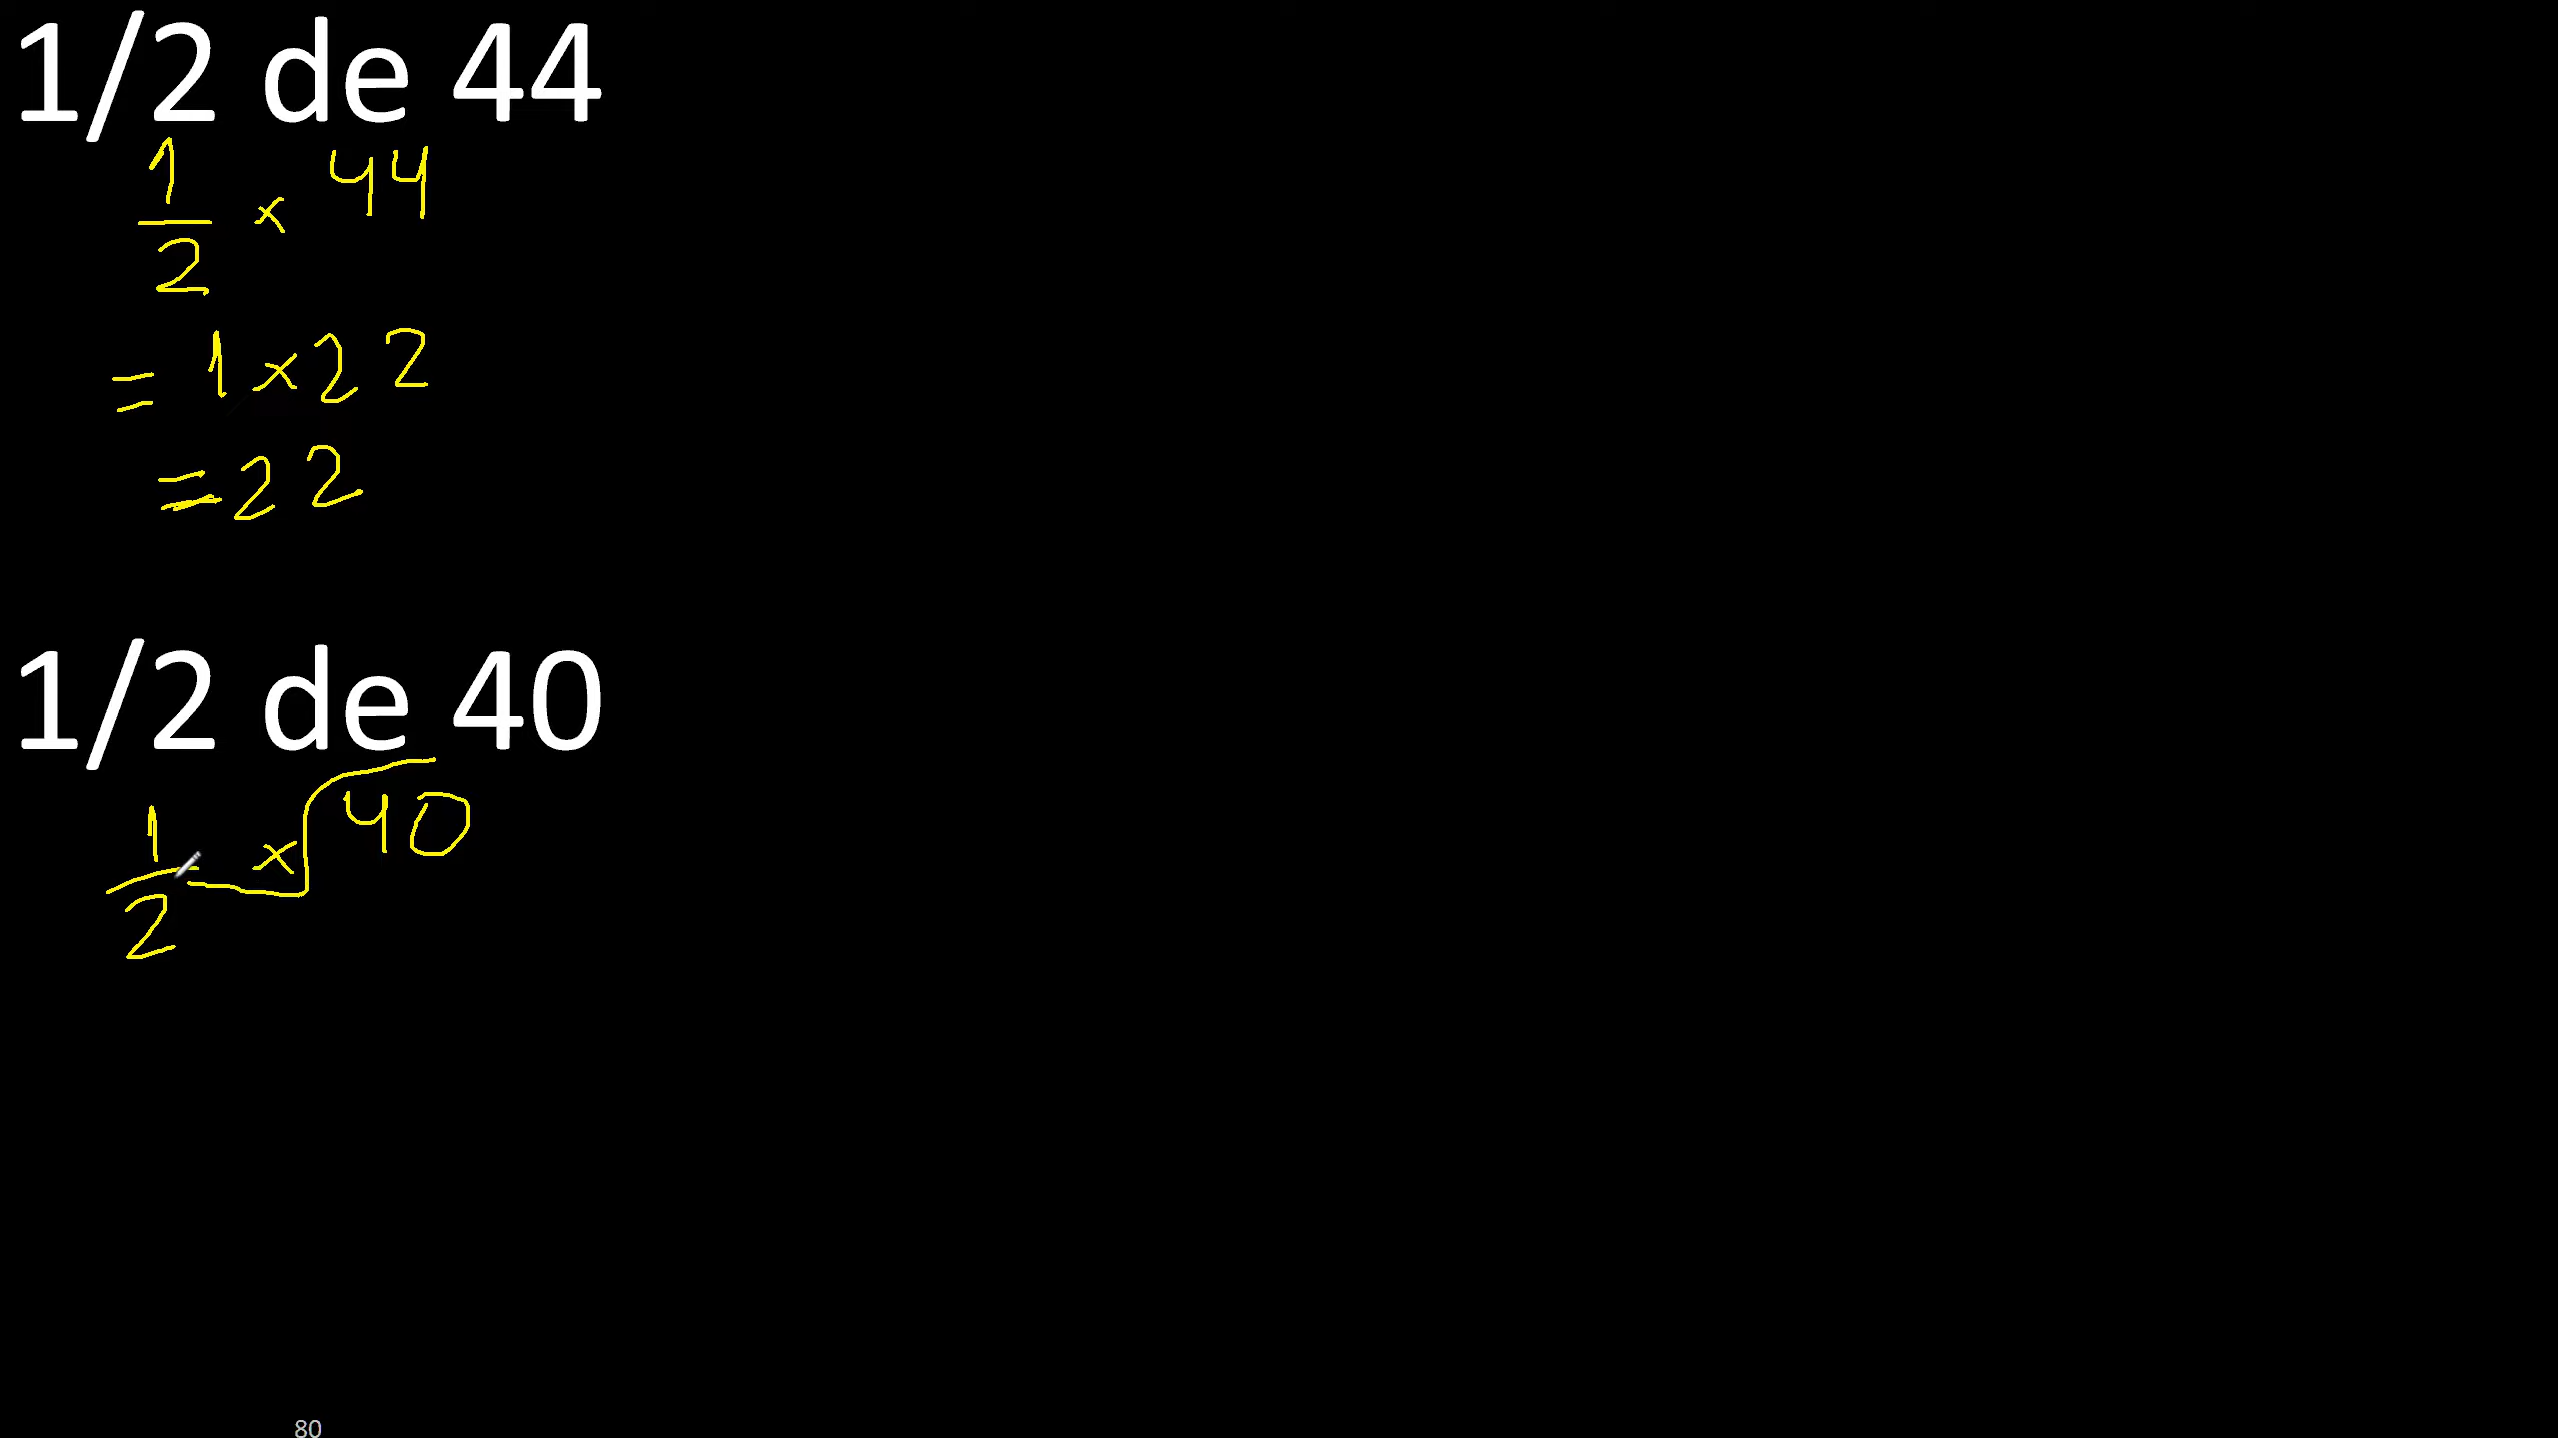 1/2 de 44
1/2 × 44
= 1 × 22
= 22
1/2 de 40
1/2 × 40
80